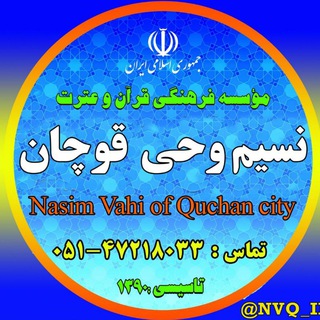 جمهوری اسلامی ایران
مؤسسه فرهنگی قرآن و عترت
نسیم وحی قوچان
Nasim Vahi of Quchan city
تماس : ۰۵۱-۴۷۲۱۸۰۳۳
تاسیس: ۱۳۹۰
@NVQ_I